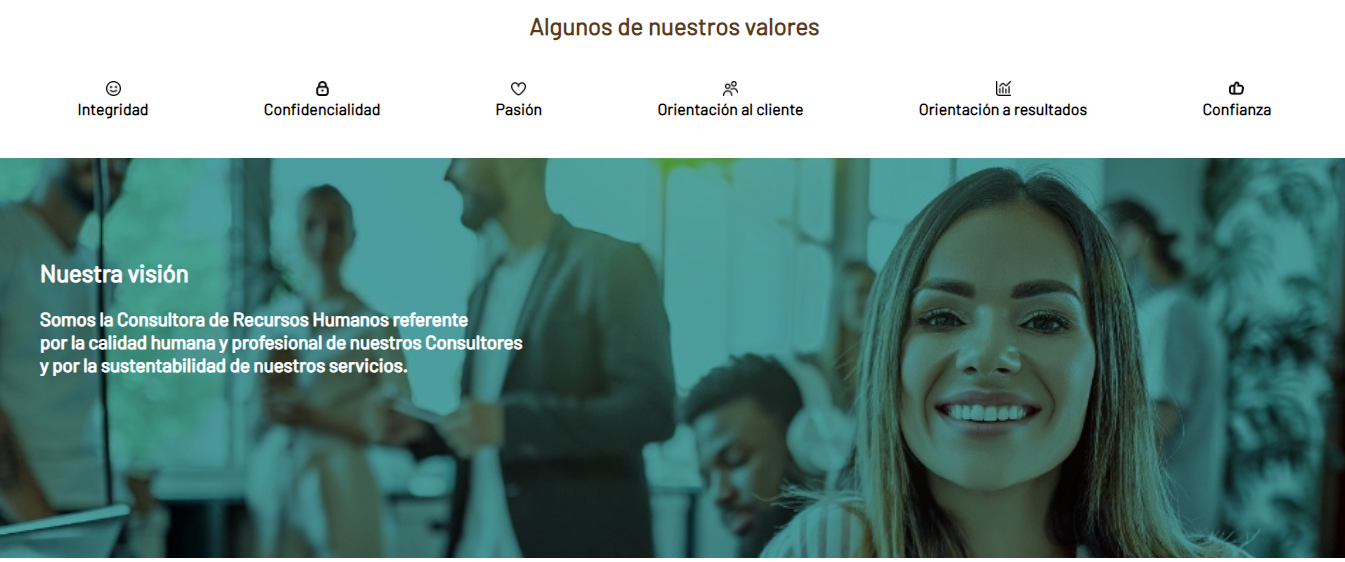 Algunos de nuestros valores
Integridad
Confidencialidad
Pasión
Orientación al cliente
Orientación a resultados
Confianza
Nuestra visión
Somos la Consultora de Recursos Humanos referente
por la calidad humana y profesional de nuestros Consultores
y por la sustentabilidad de nuestros servicios.